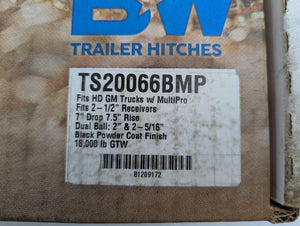 BW
TRAILER HITCHES
TS20066BMP
Fits HD GM Trucks w/ MultiPro
Fits 2-1/2" Receivers
7" Drop 7.5" Rise
Dual Ball: 2" & 2-5/16"
Black Powder Coat Finish
18,000 lb GTW
81209172